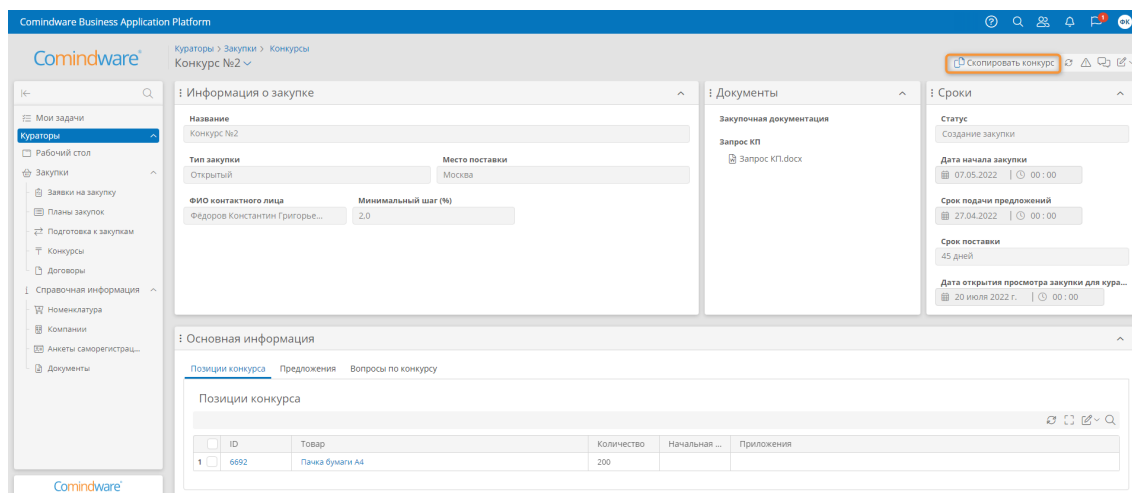 Comindware Business Application Platform
1
ФК
Comindware®
Кураторы > Закупки > Конкурсы
Конкурс №2
Скопировать конкурс
Мои задачи
Кураторы
Рабочий стол
Закупки
Заявки на закупку
Планы закупок
Подготовка к закупкам
Конкурсы
Договоры
Справочная информация
Номенклатура
Компании
Анкеты саморегистрац...
Документы
Comindware®
Информация о закупке
Название
Конкурс №2
Тип закупки Место поставки
Открытый Москва
ФИО контактного лица Минимальный шаг (%)
Фёдоров Константин Григорье... 2.0
Документы
Закупочная документация
Запрос КП
Запрос КП.docx
Сроки
Статус
Создание закупки
Дата начала закупки
07.05.2022 00 : 00
Срок подачи предложений
27.04.2022 00 : 00
Срок поставки
45 дней
Дата открытия просмотра закупки для кура...
20 июля 2022 г. 00 : 00
Основная информация
Позиции конкурса Предложения Вопросы по конкурсу
Позиции конкурса
ID Товар Количество Начальная ... Приложения
1 6692 Пачка бумаги А4 200